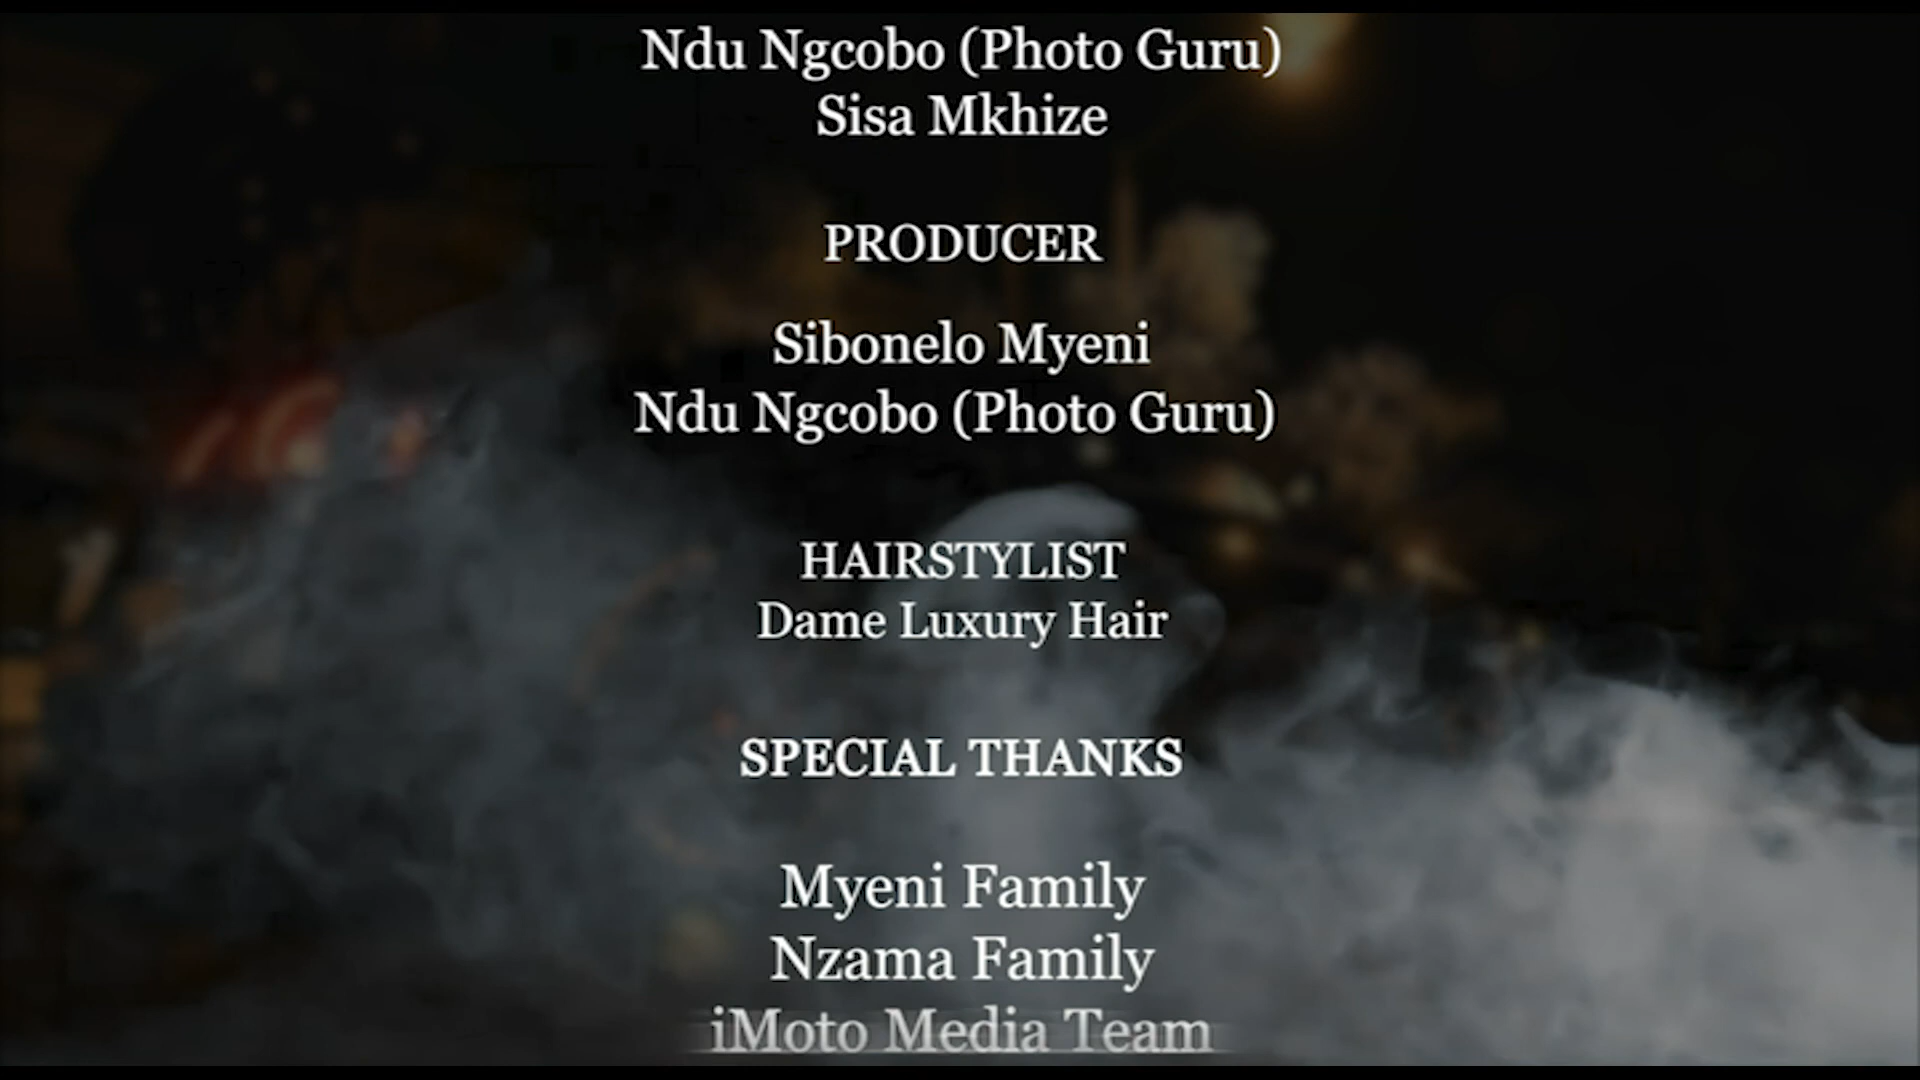 Ndu Ngcobo (Photo Guru)
Sisa Mkhize
PRODUCER
Sibonelo Myeni
Ndu Ngcobo (Photo Guru)
HAIRSTYLIST
Dame Luxury Hair
SPECIAL THANKS
Myeni Family
Nzama Family
iMoto Media Team